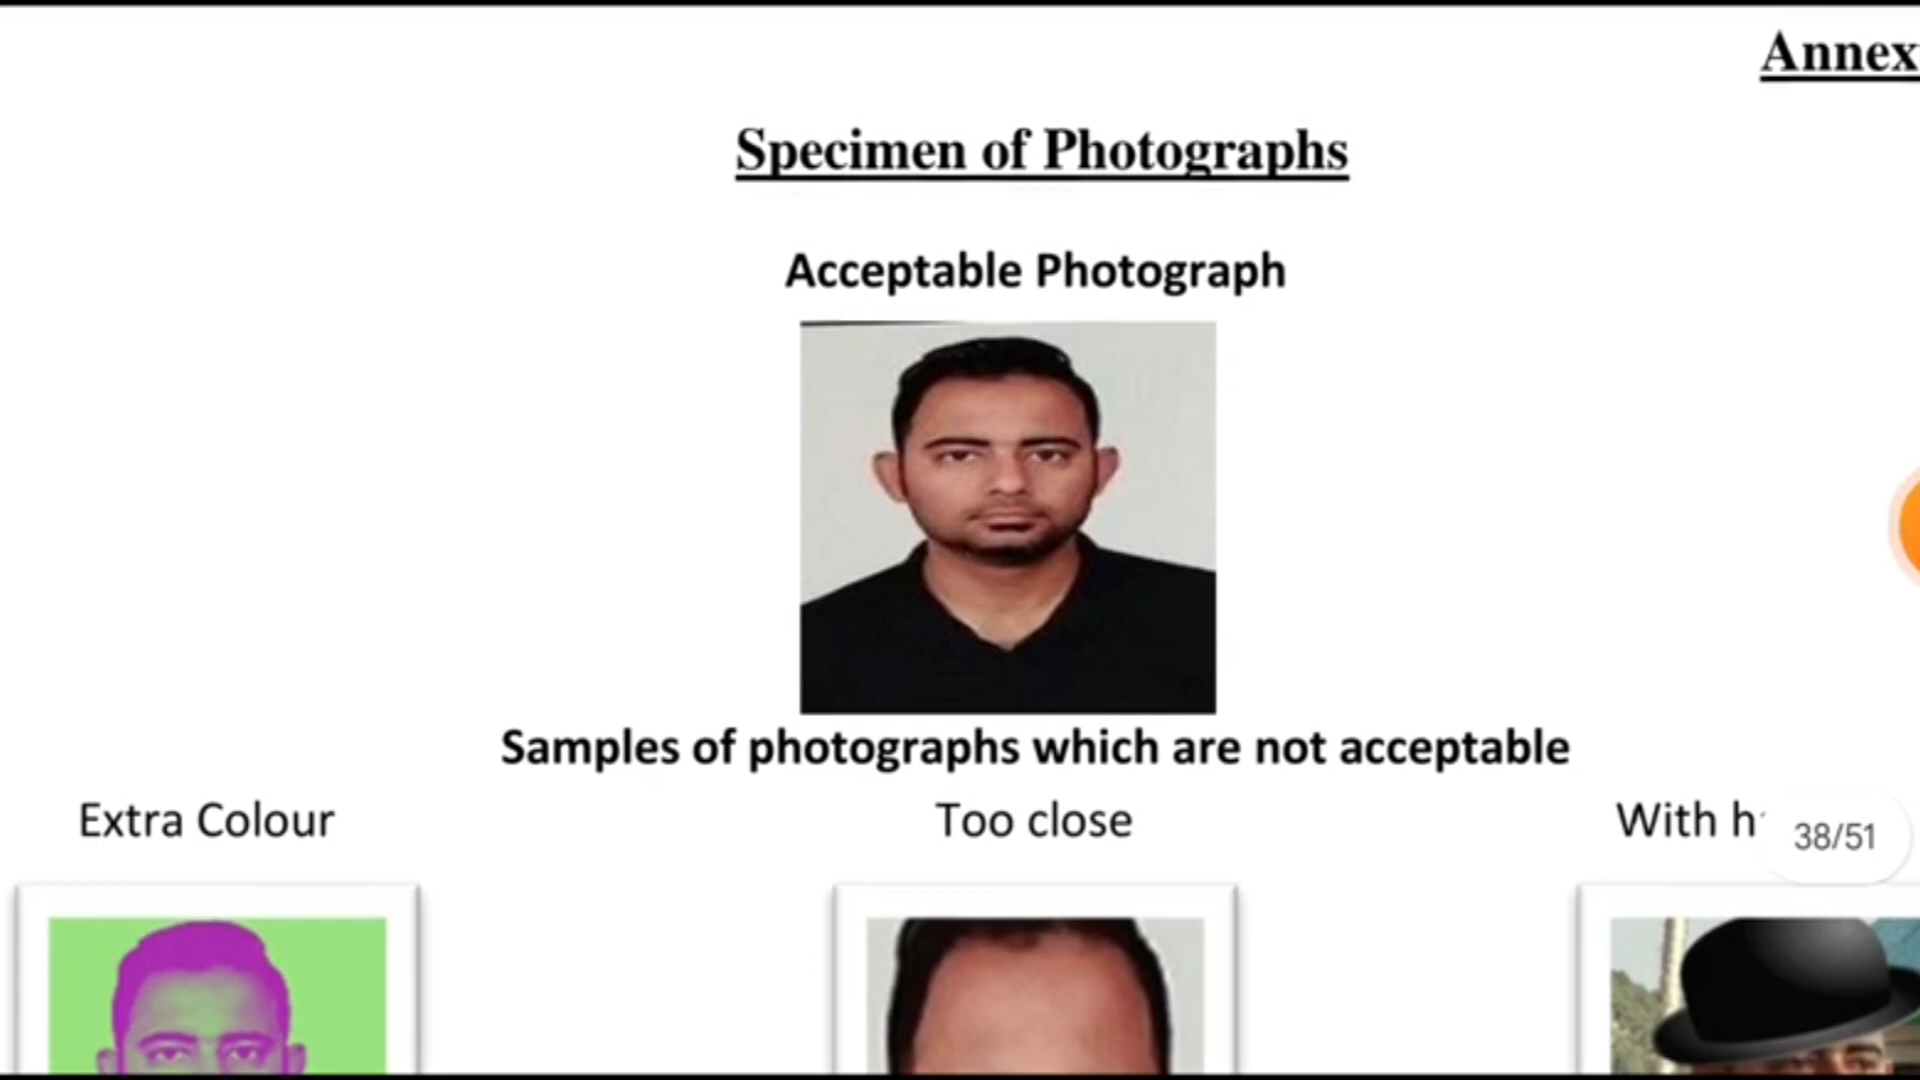 Annex
Specimen of Photographs
Acceptable Photograph
Samples of photographs which are not acceptable
Extra Colour
Too close
With
38/51